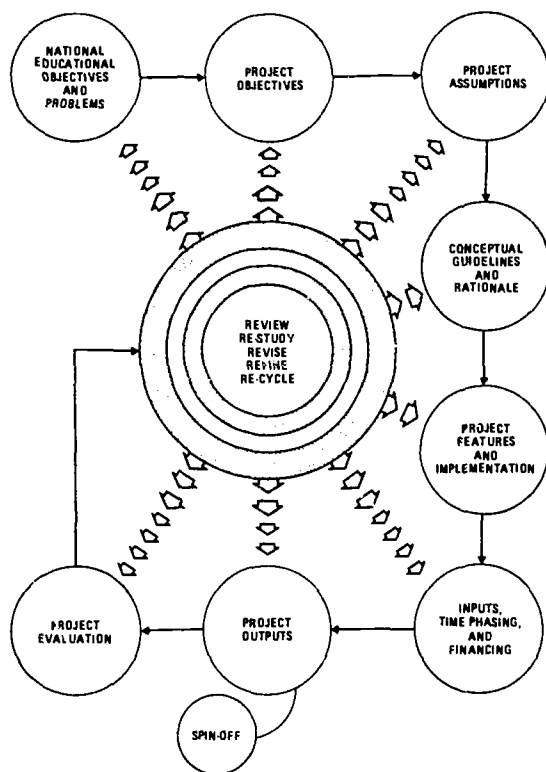 NATIONAL
EDUCATIONAL
OBJECTIVES
AND
PROBLEMS
PROJECT
OBJECTIVES
PROJECT
ASSUMPTIONS
CONCEPTUAL
GUIDELINES
AND
RATIONALE
REVIEW
RE-STUDY
REVISE
REFINE
RE-CYCLE
PROJECT
FEATURES
AND
IMPLEMENTATION
PROJECT
EVALUATION
PROJECT
OUTPUTS
INPUTS,
TIME PHASING,
AND
FINANCING
SPIN-OFF